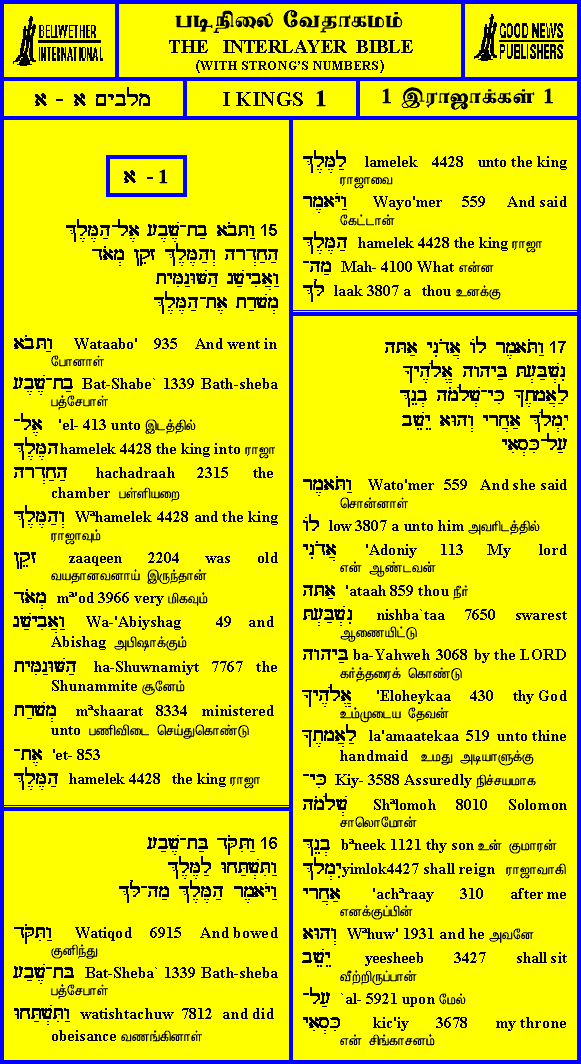 BELLWETHER
INTERNATIONAL
படிநிலை வேதாகமம்
THE INTERLAYER BIBLE
(WITH STRONG'S NUMBERS)
GOOD NEWS
PUBLISHERS
מלבים א - א
I KINGS 1
1 இராஜாக்கள் 1
א - 1
15 וַתָּבֹא בַת־שֶׁבַע אֶל־הַמֶּלֶךְ
הַחַדְרָה וְהַמֶּלֶךְ זָקֵן מְאֹד
וַאֲבִישַׁג הַשּׁוּנַמִּית
מְשָׁרַת אֶת־הַמֶּלֶךְ
וַתָּבֹא Wataabo' 935 And went in
போனாள்
בַת־שֶׁבַע Bat-Shabe` 1339 Bath-sheba
பத்சேபாள்
אֶל־ 'el- 413 unto இடத்தில்
הַמֶּלֶךְ hamelek 4428 the king into ராஜா
הַחַדְרָה hachadraah 2315 the
chamber பள்ளியறை
וְהַמֶּלֶךְ Wªhamelek 4428 and the king
ராஜாவும்
זָקֵן zaaqeen 2204 was old
வயதானவனாய் இருந்தான்
מְאֹד mª'od 3966 very மிகவும்
וַאֲבִישַׁג Wa-'Abiyshag 49 and
Abishag அபிஷாக்கும்
הַשּׁוּנַמִּית ha-Shuwnamiyt 7767 the
Shunammite சூனேம்
מְשָׁרַת mªshaarat 8334 ministered
unto பணிவிடை செய்துகொண்டு
אֶת־ 'et- 853
הַמֶּלֶךְ hamelek 4428 the king ராஜா
16 וַתִּקֹּד בַּת־שֶׁבַע
וַתִּשְׁתַּחוּ לַמֶּלֶךְ
וַיֹּאמֶר הַמֶּלֶךְ מַה־לָּךְ
וַתִּקֹּד Watiqod 6915 And bowed
குனிந்து
בַּת־שֶׁבַע Bat-Sheba` 1339 Bath-sheba
பத்சேபாள்
וַתִּשְׁתַּחוּ watishtachuw 7812 and did
obeisance வணங்கினாள்
לַמֶּלֶךְ lamelek 4428 unto the king
ராஜாவை
וַיֹּאמֶר Wayo'mer 559 And said
கேட்டான்
הַמֶּלֶךְ hamelek 4428 the king ராஜா
מַה־ Mah- 4100 What என்ன
לָּךְ laak 3807 a thou உனக்கு
17 וַתֹּאמֶר לוֹ אֲדֹנִי אַתָּה
נִשְׁבַּעְתָּ בַּיהוָה אֱלֹהֶיךָ
לַאֲמָתֶךָ כִּי־שְׁלֹמֹה בְנֵךְ
יִמְלֹךְ אַחֲרָי וְהוּא יֵשֵׁב
עַל־כִּסְאִי
וַתֹּאמֶר Wato'mer 559 And she said
சொன்னாள்
לוֹ low 3807 a unto him அவரிடத்தில்
אֲדֹנִי 'Adoniy 113 My lord
என் ஆண்டவன்
אַתָּה 'ataah 859 thou நீர்
נִשְׁבַּעְתָּ nishba`taa 7650 swarest
ஆணையிட்டு
בַּיהוָה ba-Yahweh 3068 by the LORD
கர்த்தரைக் கொண்டு
אֱלֹהֶיךָ 'Eloheykaa 430 thy God
உம்முடைய தேவன்
לַאֲמָתֶךָ la'amaatekaa 519 unto thine
handmaid உமது அடியாளுக்கு
כִּי־ Kiy- 3588 Assuredly நிச்சயமாக
שְׁלֹמֹה Shªlomoh 8010 Solomon
சாலொமோன்
בְנֵךְ bªneek 1121 thy son உன் குமாரன்
יִמְלֹךְ yimlok4427 shall reign ராஜாவாகி
אַחֲרָי 'achªraay 310 after me
எனக்குப்பின்
וְהוּא Wªhuw' 1931 and he அவனே
יֵשֵׁב yeesheeb 3427 shall sit
வீற்றிருப்பான்
עַל־ `al- 5921 upon மேல்
כִּסְאִי kic'iy 3678 my throne
என் சிங்காசனம்